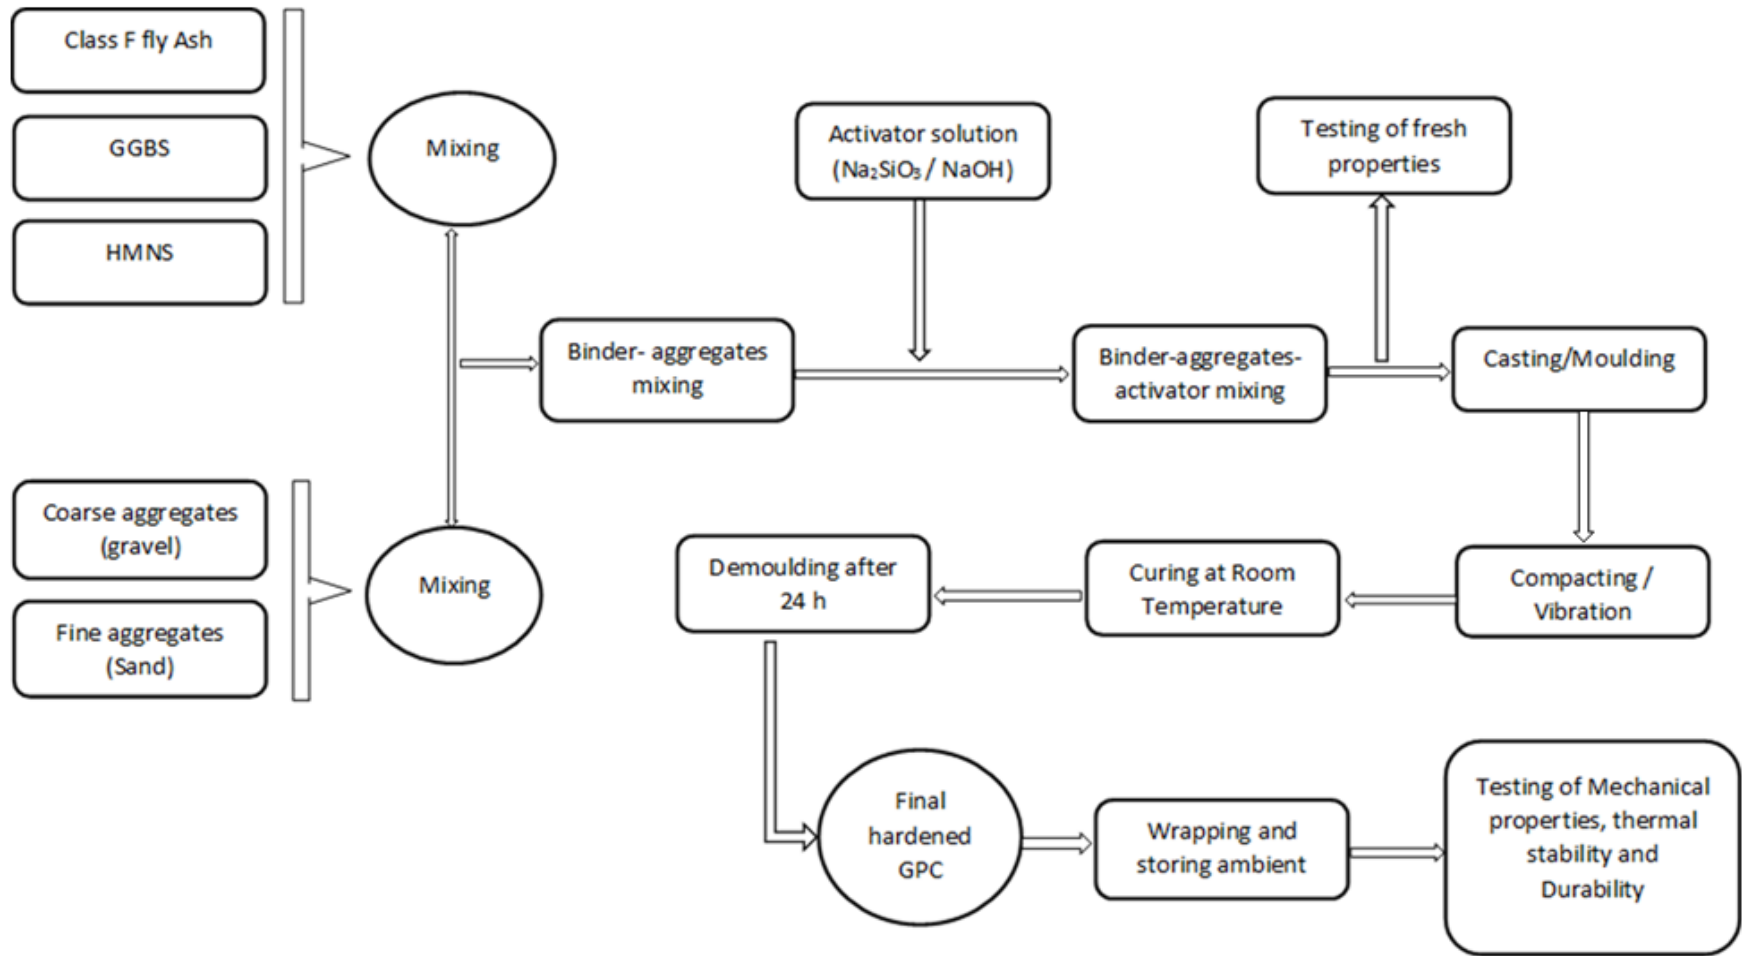 Class F fly Ash
GGBS
HMNS
Mixing
Activator solution
(Na₂SiO₃ / NaOH)
Testing of fresh
properties
Binder- aggregates
mixing
Binder-aggregates-
activator mixing
Casting/Moulding
Coarse aggregates
(gravel)
Fine aggregates
(Sand)
Mixing
Demoulding after
24 h
Curing at Room
Temperature
Compacting /
Vibration
Final
hardened
GPC
Wrapping and
storing ambient
Testing of Mechanical
properties, thermal
stability and
Durability